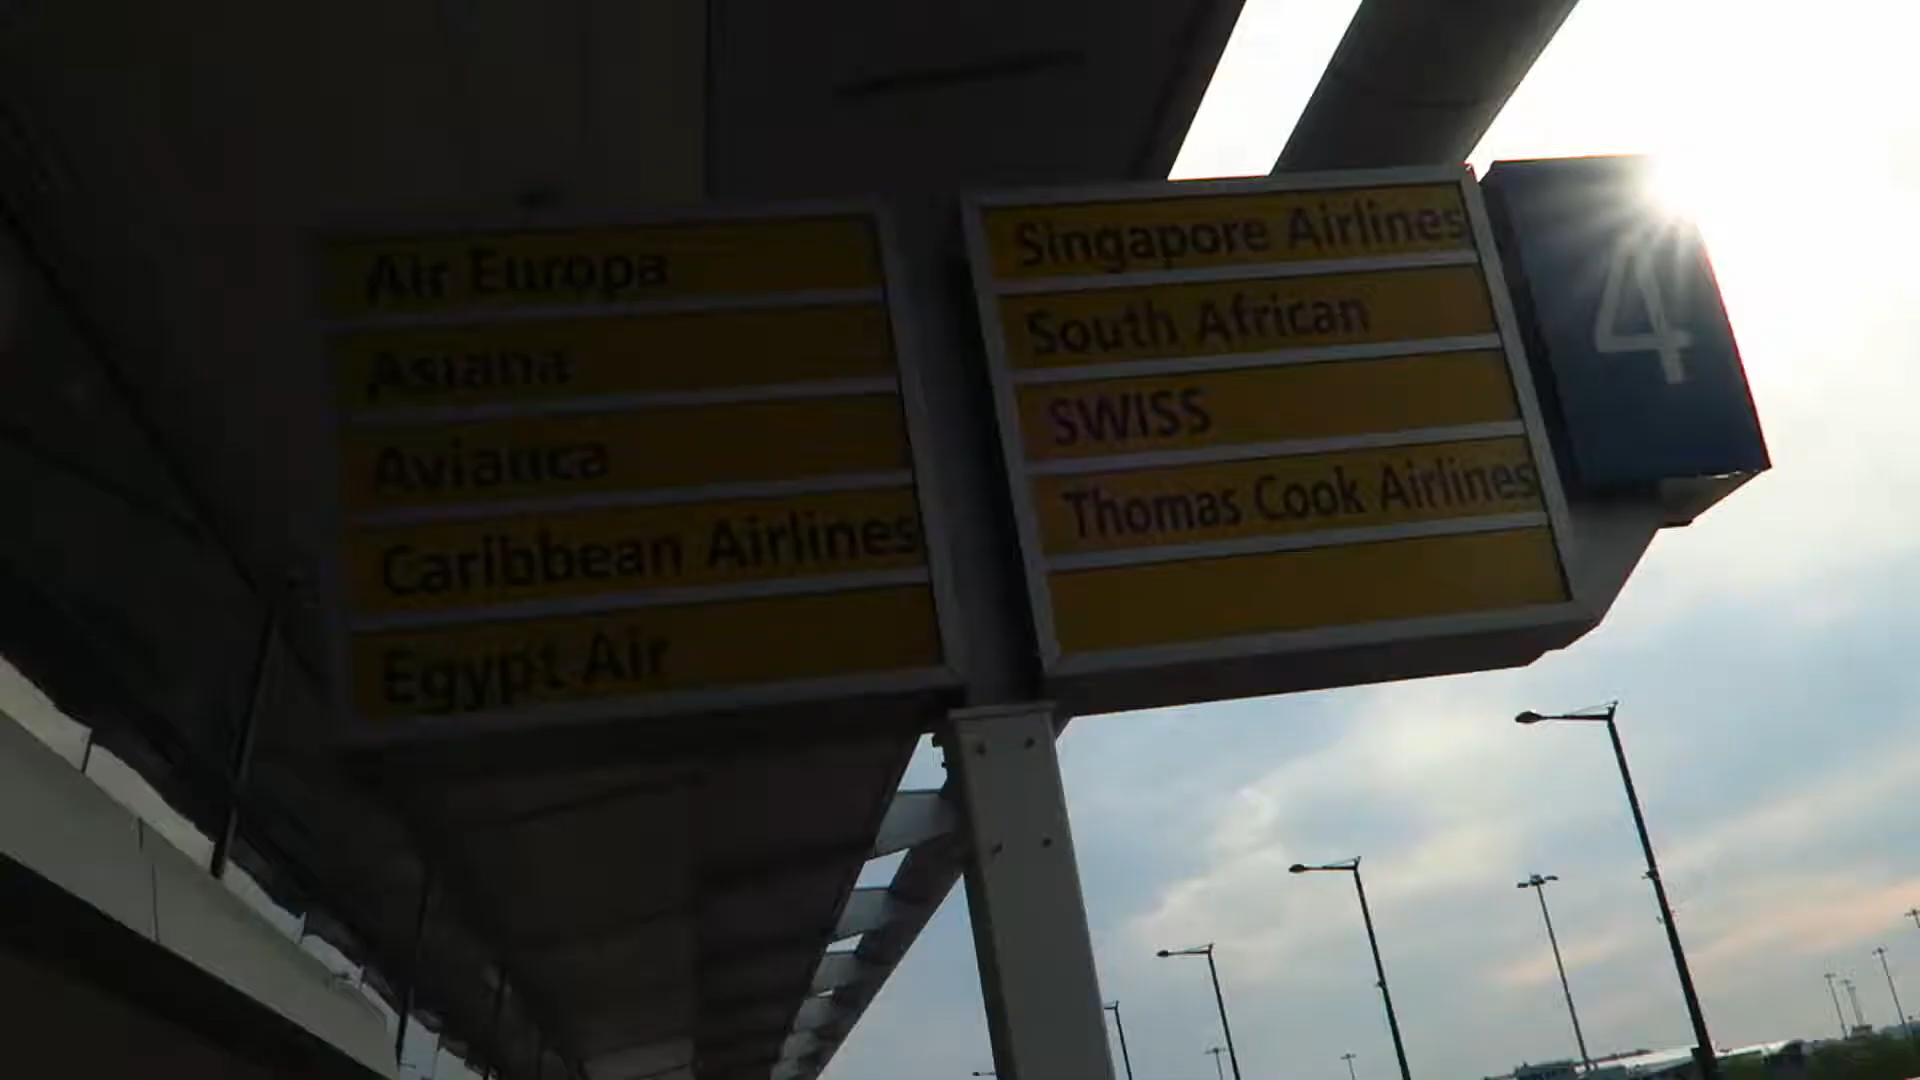 Air Europa
Asiana
Avianca
Caribbean Airlines
Egypt Air
Singapore Airlines
South African
SWISS
Thomas Cook Airlines
4